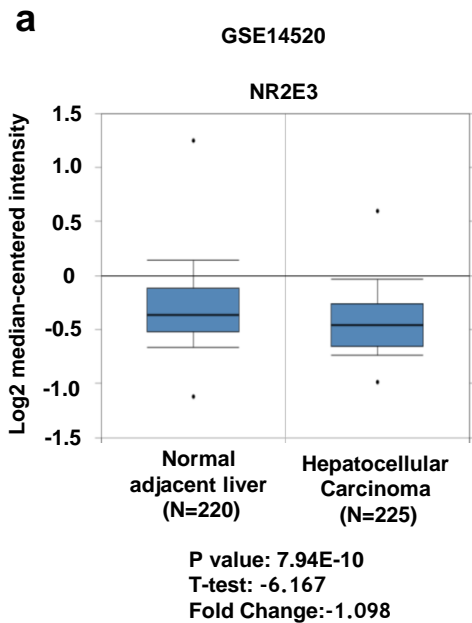 a
GSE14520
NR2E3
Log2 median-centered intensity
1.5
1.0
0.5
0
-0.5
-1.0
-1.5
Normal
adjacent liver
(N=220)
Hepatocellular
Carcinoma
(N=225)
P value: 7.94E-10
T-test: -6.167
Fold Change:-1.098